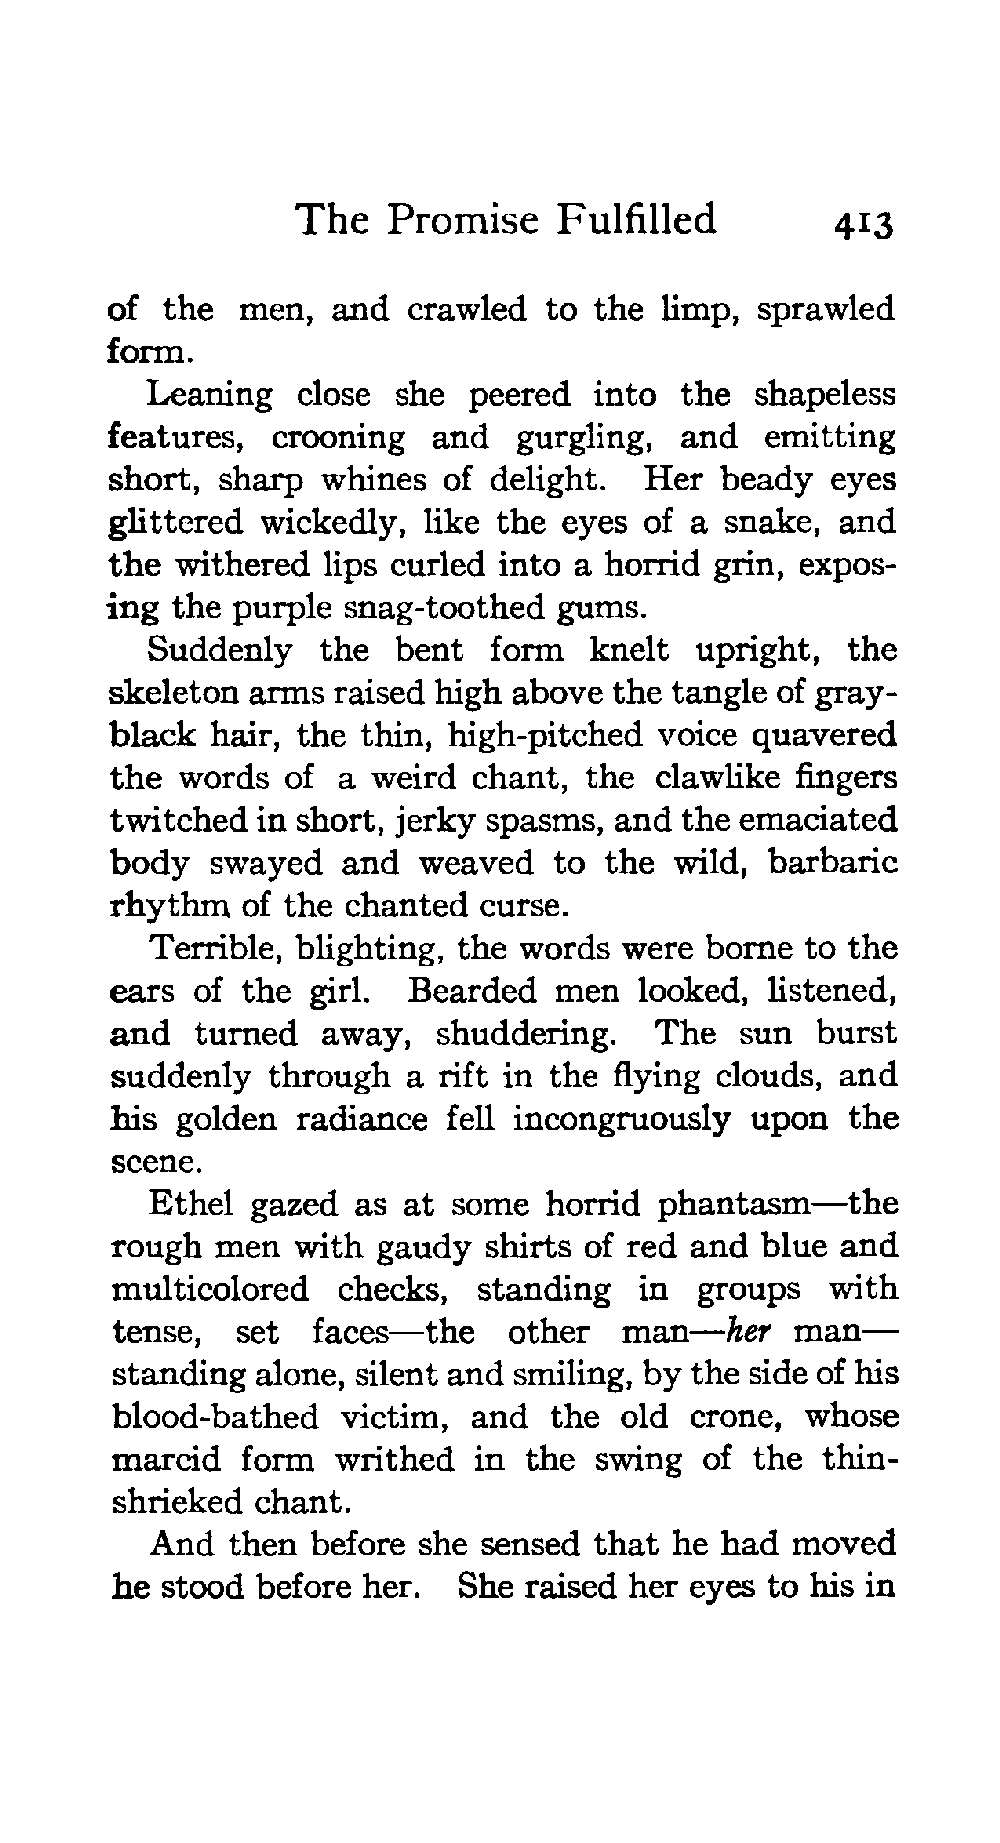 The Promise Fulfilled 413
of the men, and crawled to the limp, sprawled
form.
Leaning close she peered into the shapeless
features, crooning and gurgling, and emitting
short, sharp whines of delight. Her beady eyes
glittered wickedly, like the eyes of a snake, and
the withered lips curled into a horrid grin, expos-
ing the purple snag-toothed gums.
Suddenly the bent form knelt upright, the
skeleton arms raised high above the tangle of gray-
black hair, the thin, high-pitched voice quavered
the words of a weird chant, the clawlike fingers
twitched in short, jerky spasms, and the emaciated
body swayed and weaved to the wild, barbaric
rhythm of the chanted curse.
Terrible, blighting, the words were borne to the
ears of the girl. Bearded men looked, listened,
and turned away, shuddering. The sun burst
suddenly through a rift in the flying clouds, and
his golden radiance fell incongruously upon the
scene.
Ethel gazed as at some horrid phantasm—the
rough men with gaudy shirts of red and blue and
multicolored checks, standing in groups with
tense, set faces—the other man—her man—
standing alone, silent and smiling, by the side of his
blood-bathed victim, and the old crone, whose
marcid form writhed in the swing of the thin-
shrieked chant.
And then before she sensed that he had moved
he stood before her. She raised her eyes to his in